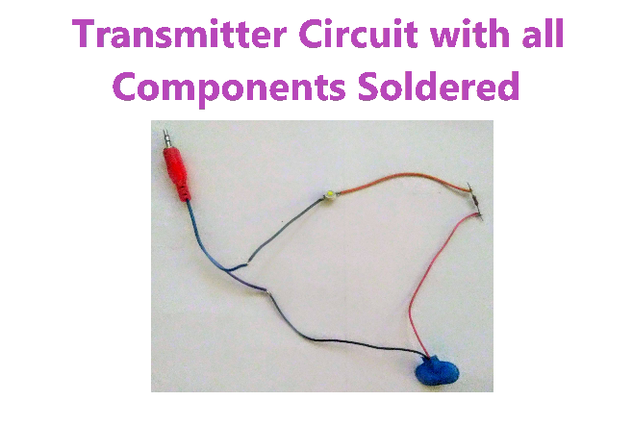 Transmitter Circuit with all
Components Soldered